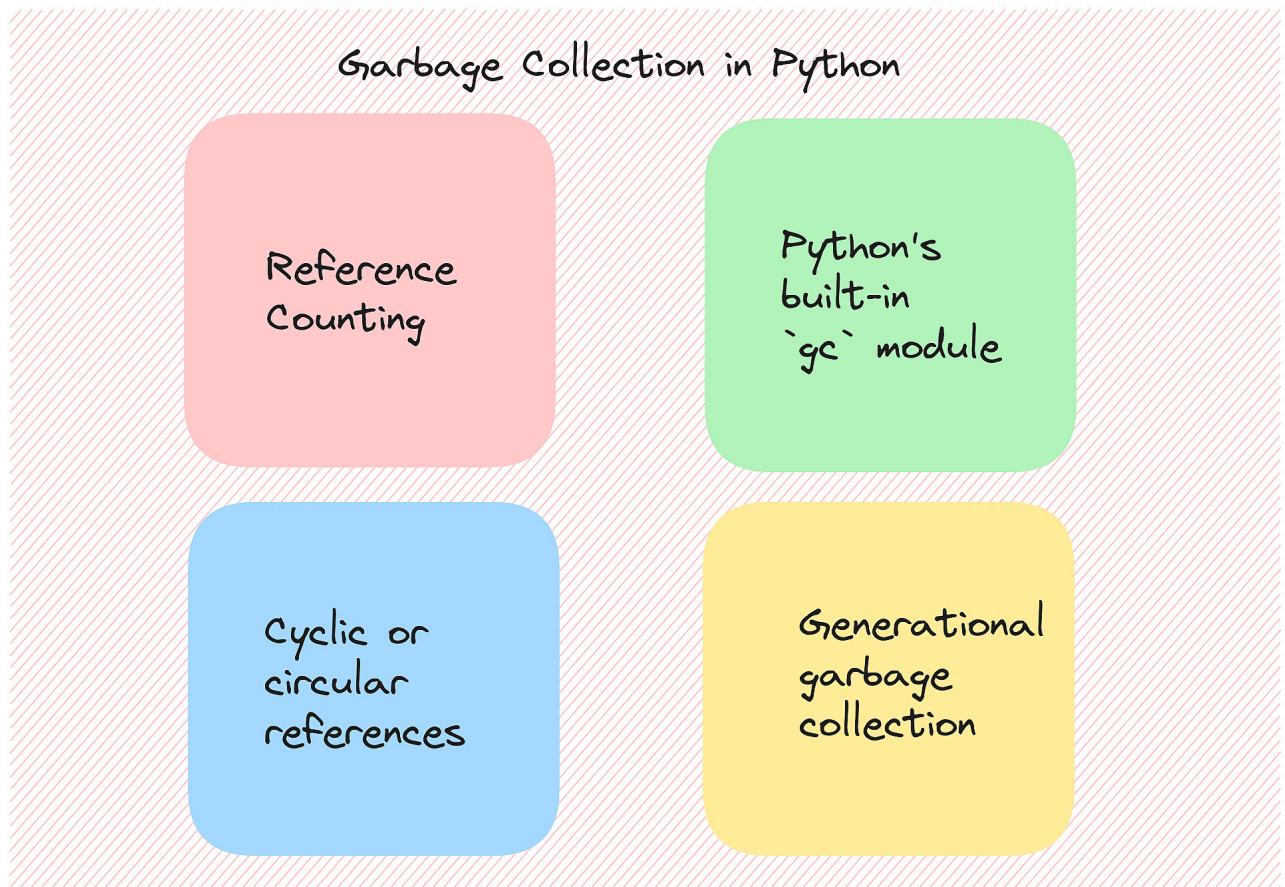 Garbage Collection in Python
Reference
Counting
Python's
built-in
`gc` module
Cyclic or
circular
references
Generational
garbage
collection